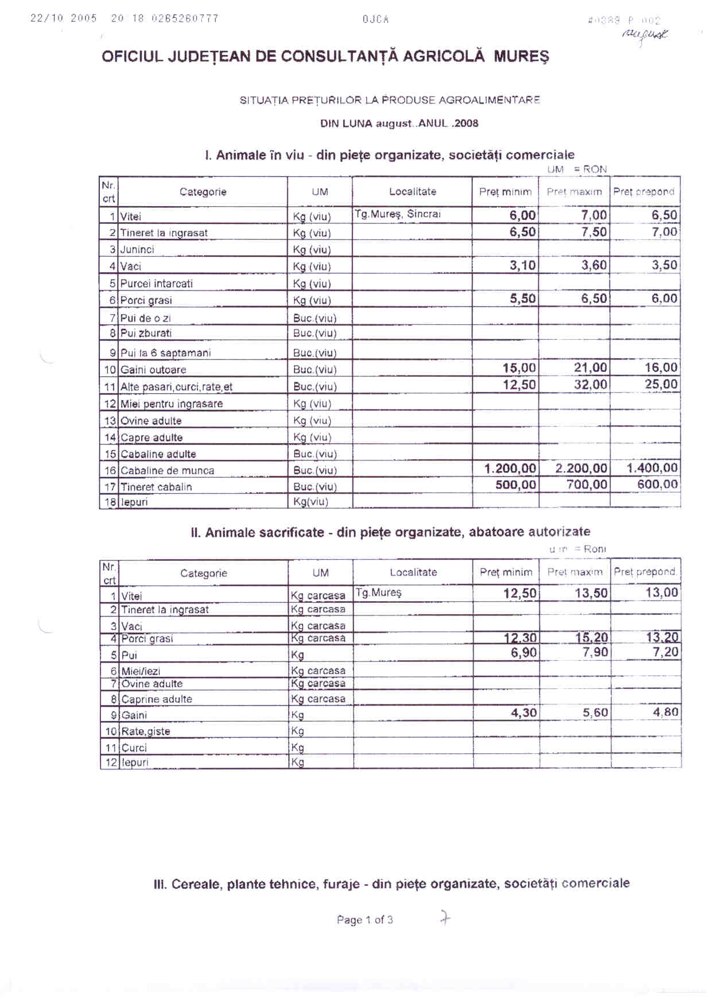 22/10 2005 20 18 0265260777 OJCA #0389 P 002
august
OFICIUL JUDEȚEAN DE CONSULTANȚĂ AGRICOLĂ MUREȘ
SITUAȚIA PREȚURILOR LA PRODUSE AGROALIMENTARE
DIN LUNA august..ANUL .2008
I. Animale în viu - din piețe organizate, societăți comerciale
UM = RON
Nr. crt Categorie UM Localitate Preț minim Preț maxim Preț prepond
1 Vitei Kg (viu) Tg.Mureș, Sincrai 6,00 7,00 6,50
2 Tineret la ingrasat Kg (viu) 6,50 7,50 7,00
3 Juninci Kg (viu)
4 Vaci Kg (viu) 3,10 3,60 3,50
5 Purcei intarcati Kg (viu)
6 Porci grasi Kg (viu) 5,50 6,50 6,00
7 Pui de o zi Buc.(viu)
8 Pui zburati Buc.(viu)
9 Pui la 6 saptamani Buc.(viu)
10 Gaini outoare Buc.(viu) 15,00 21,00 16,00
11 Alte pasari,curci,rate,et Buc.(viu) 12,50 32,00 25,00
12 Miei pentru ingrasare Kg (viu)
13 Ovine adulte Kg (viu)
14 Capre adulte Kg (viu)
15 Cabaline adulte Buc.(viu)
16 Cabaline de munca Buc.(viu) 1.200,00 2.200,00 1.400,00
17 Tineret cabalin Buc.(viu) 500,00 700,00 600,00
18 Iepuri Kg(viu)
II. Animale sacrificate - din piețe organizate, abatoare autorizate
u m = Roni
Nr. crt Categorie UM Localitate Preț minim Preț maxim Preț prepond.
1 Vitei Kg carcasa Tg.Mureș 12,50 13,50 13,00
2 Tineret la ingrasat Kg carcasa
3 Vaci Kg carcasa
4 Porci grasi Kg carcasa 12,30 15,20 13,20
5 Pui Kg 6,90 7,90 7,20
6 Miei/iezi Kg carcasa
7 Ovine adulte Kg carcasa
8 Caprine adulte Kg carcasa
9 Gaini Kg 4,30 5,60 4,80
10 Rate,giste Kg
11 Curci Kg
12 Iepuri Kg
III. Cereale, plante tehnice, furaje - din piețe organizate, societăți comerciale
Page 1 of 3 7